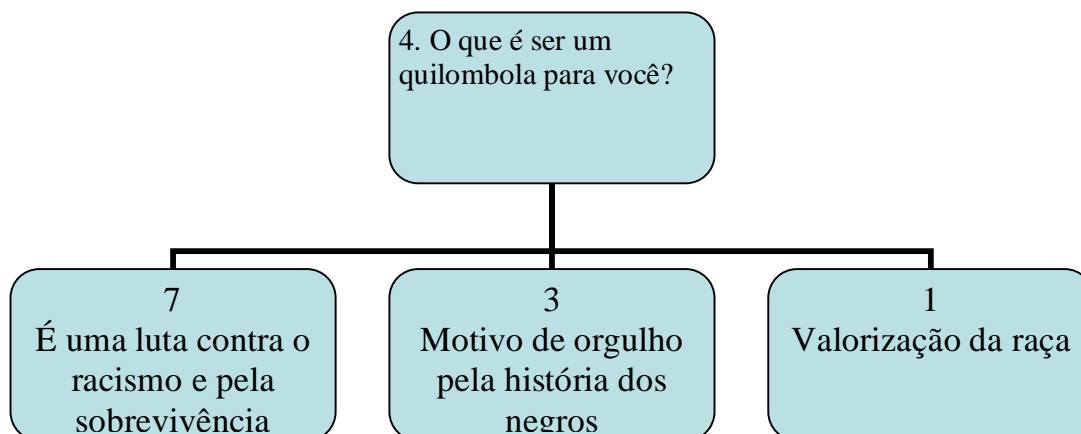 4. O que é ser um
quilombola para você?
7
É uma luta contra o
racismo e pela
sobrevivência
3
Motivo de orgulho
pela história dos
negros
1
Valorização da raça